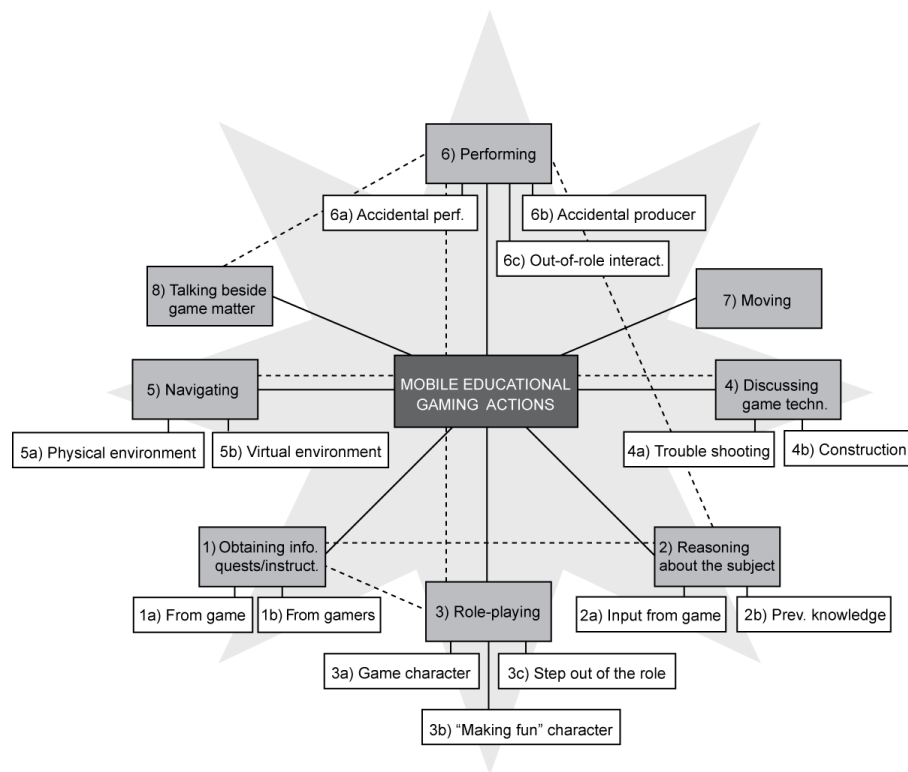 6) Performing
6a) Accidental perf.
6b) Accidental producer
6c) Out-of-role interact.
8) Talking beside
game matter
7) Moving
MOBILE EDUCATIONAL
GAMING ACTIONS
5) Navigating
4) Discussing
game techn.
5a) Physical environment
5b) Virtual environment
4a) Trouble shooting
4b) Construction
1) Obtaining info.
quests/instruct.
2) Reasoning
about the subject
1a) From game
1b) From gamers
3) Role-playing
2a) Input from game
2b) Prev. knowledge
3a) Game character
3c) Step out of the role
3b) “Making fun” character